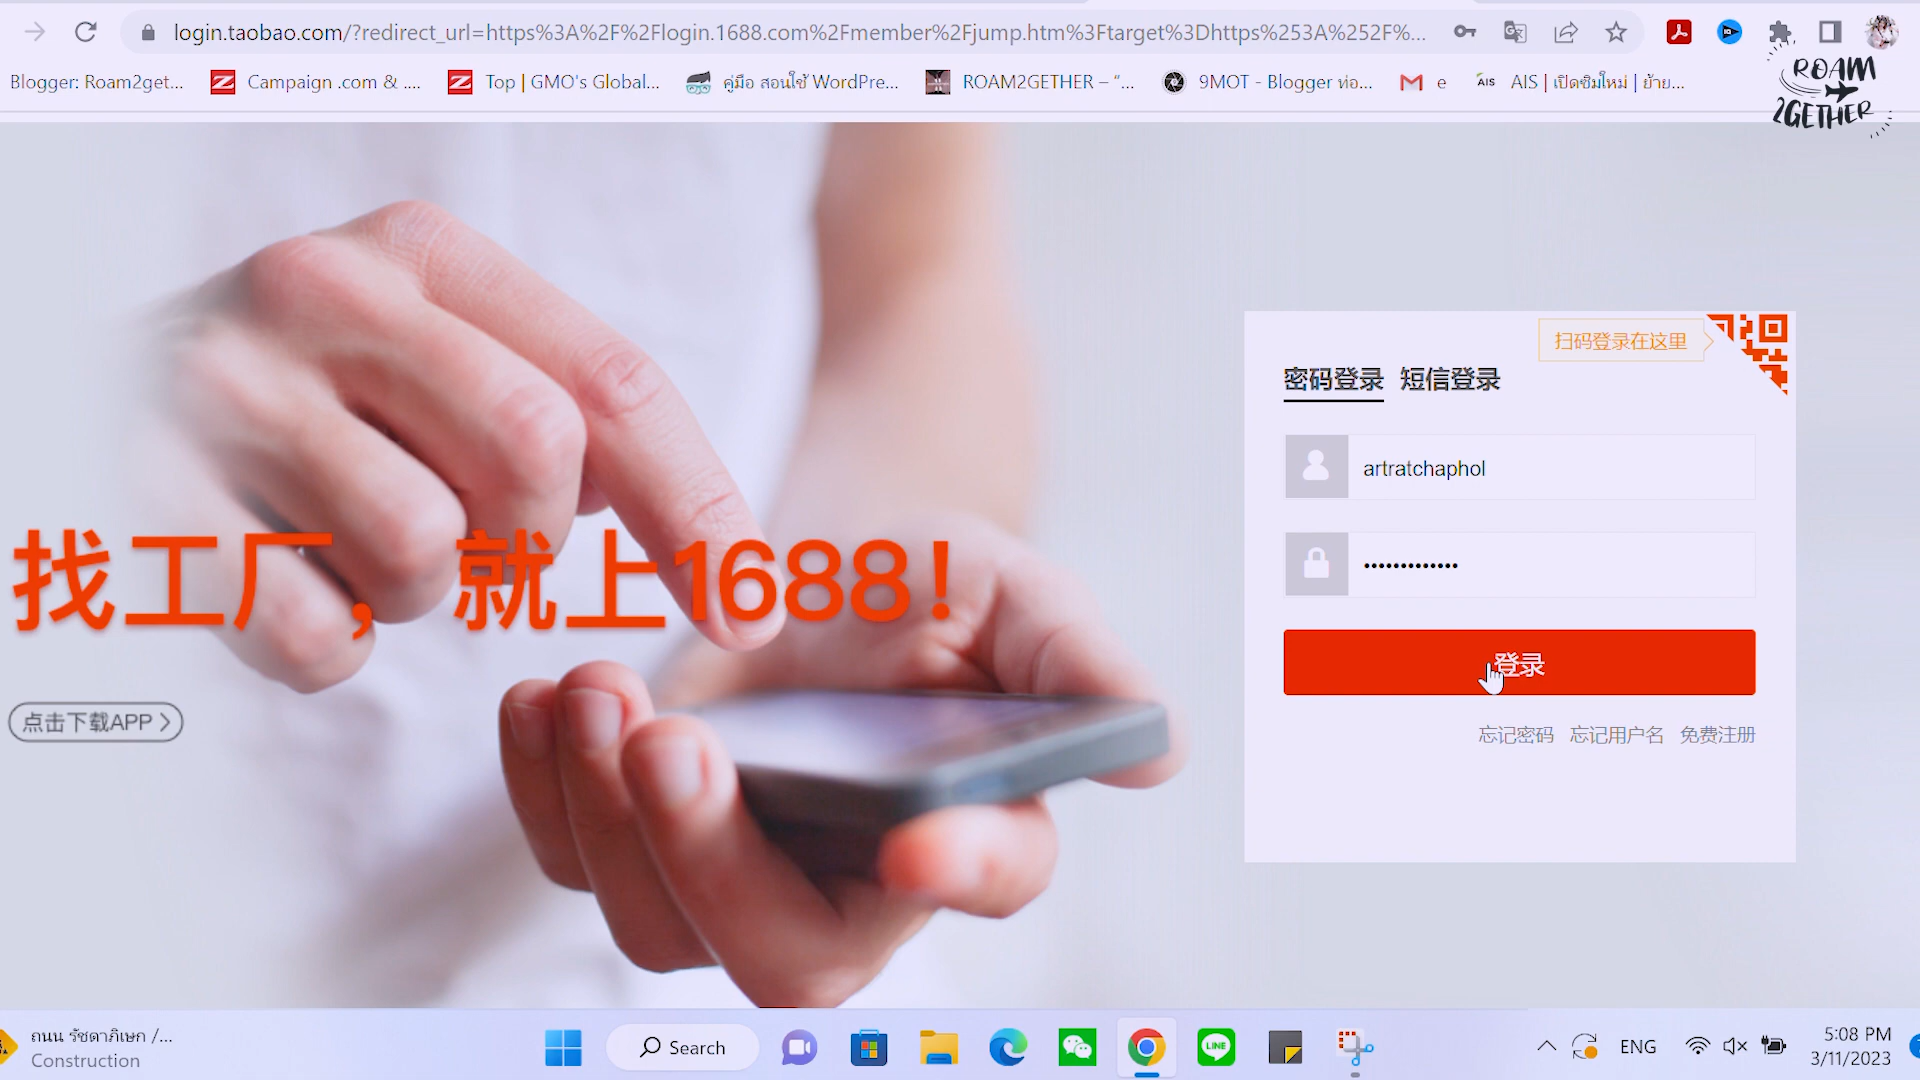 login.taobao.com/?redirect_url=https%3A%2F%2Flogin.1688.com%2Fmember%2Fjump.htm%3Ftarget%3Dhttps%253A%252F%...
Blogger: Roam2get... Campaign .com & .... Top | GMO's Global... คู่มือ สอนใช้ WordPre... ROAM2GETHER – “... 9MOT - Blogger ท่อ... e AIS AIS | เปิดซิมใหม่ | ย้าย...
ROAM
2GETHER
扫码登录在这里
密码登录 短信登录
artratchaphol
•••••••••••••
登录
忘记密码 忘记用户名 免费注册
找工厂，就上1688！
点击下载APP >
ถนน รัชดาภิเษก /...
Construction
Search
LINE
ENG
5:08 PM
3/11/2023